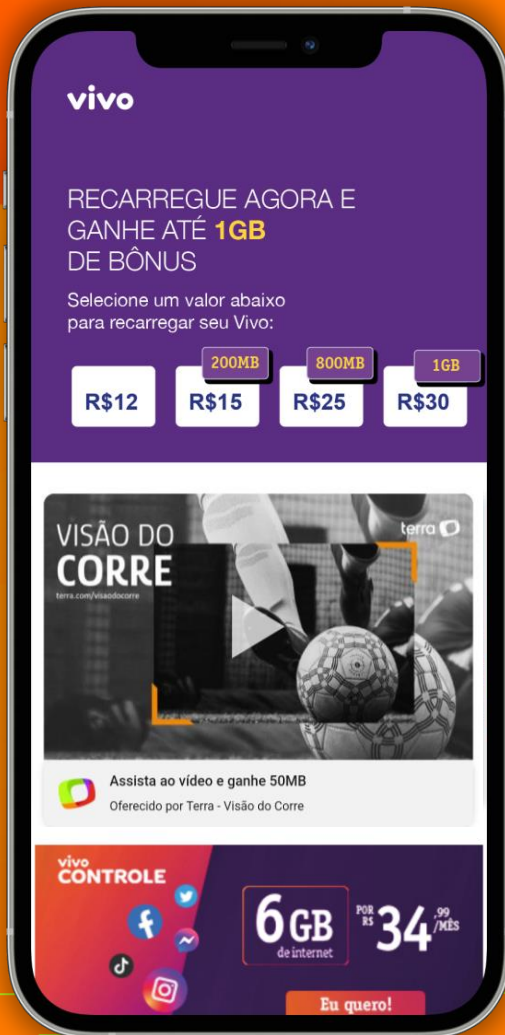 vivo
RECARREGUE AGORA E
GANHE ATÉ 1GB
DE BÔNUS
Selecione um valor abaixo
para recarregar seu Vivo:
200MB 800MB 1GB
R$12 R$15 R$25 R$30
VISÃO DO
CORRE
terra.com/visaodocorre
terra
Assista ao vídeo e ganhe 50MB
Oferecido por Terra - Visão do Corre
vivo
CONTROLE
6GB
de internet
POR
R$ 34,99
/MÊS
Eu quero!